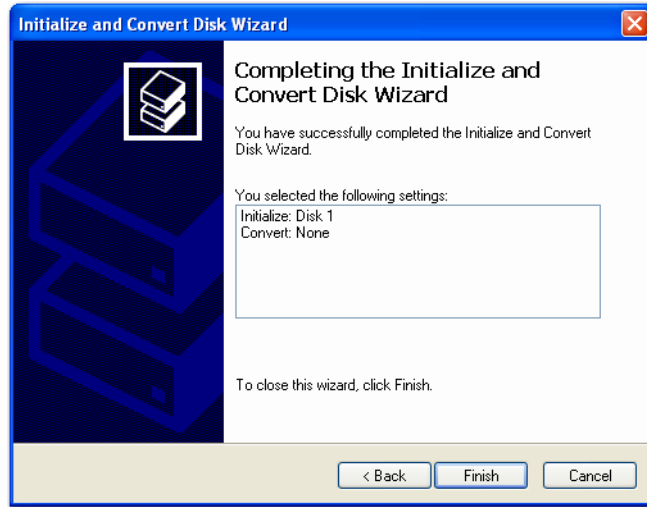 Initialize and Convert Disk Wizard
Completing the Initialize and
Convert Disk Wizard
You have successfully completed the Initialize and Convert
Disk Wizard.
You selected the following settings:
Initialize: Disk 1
Convert: None
To close this wizard, click Finish.
< Back Finish Cancel